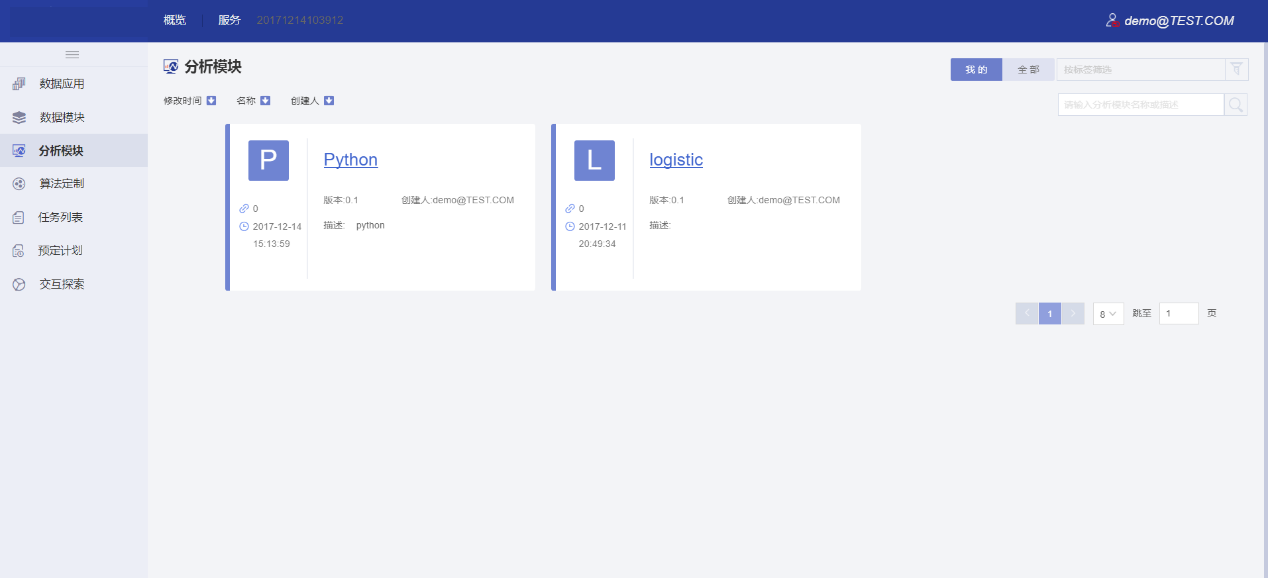 概览 服务 20171214103912 demo@TEST.COM
数据应用
数据模块
分析模块
算法定制
任务列表
预定计划
交互探索
分析模块
我的 全部 按标签筛选
修改时间 名称 创建人
请输入分析模块名称或描述
P
Python
版本:0.1 创建人:demo@TEST.COM
0
描述: python
2017-12-14
15:13:59
L
logistic
版本:0.1 创建人:demo@TEST.COM
0
描述:
2017-12-11
20:49:34
1 8 跳至 1 页